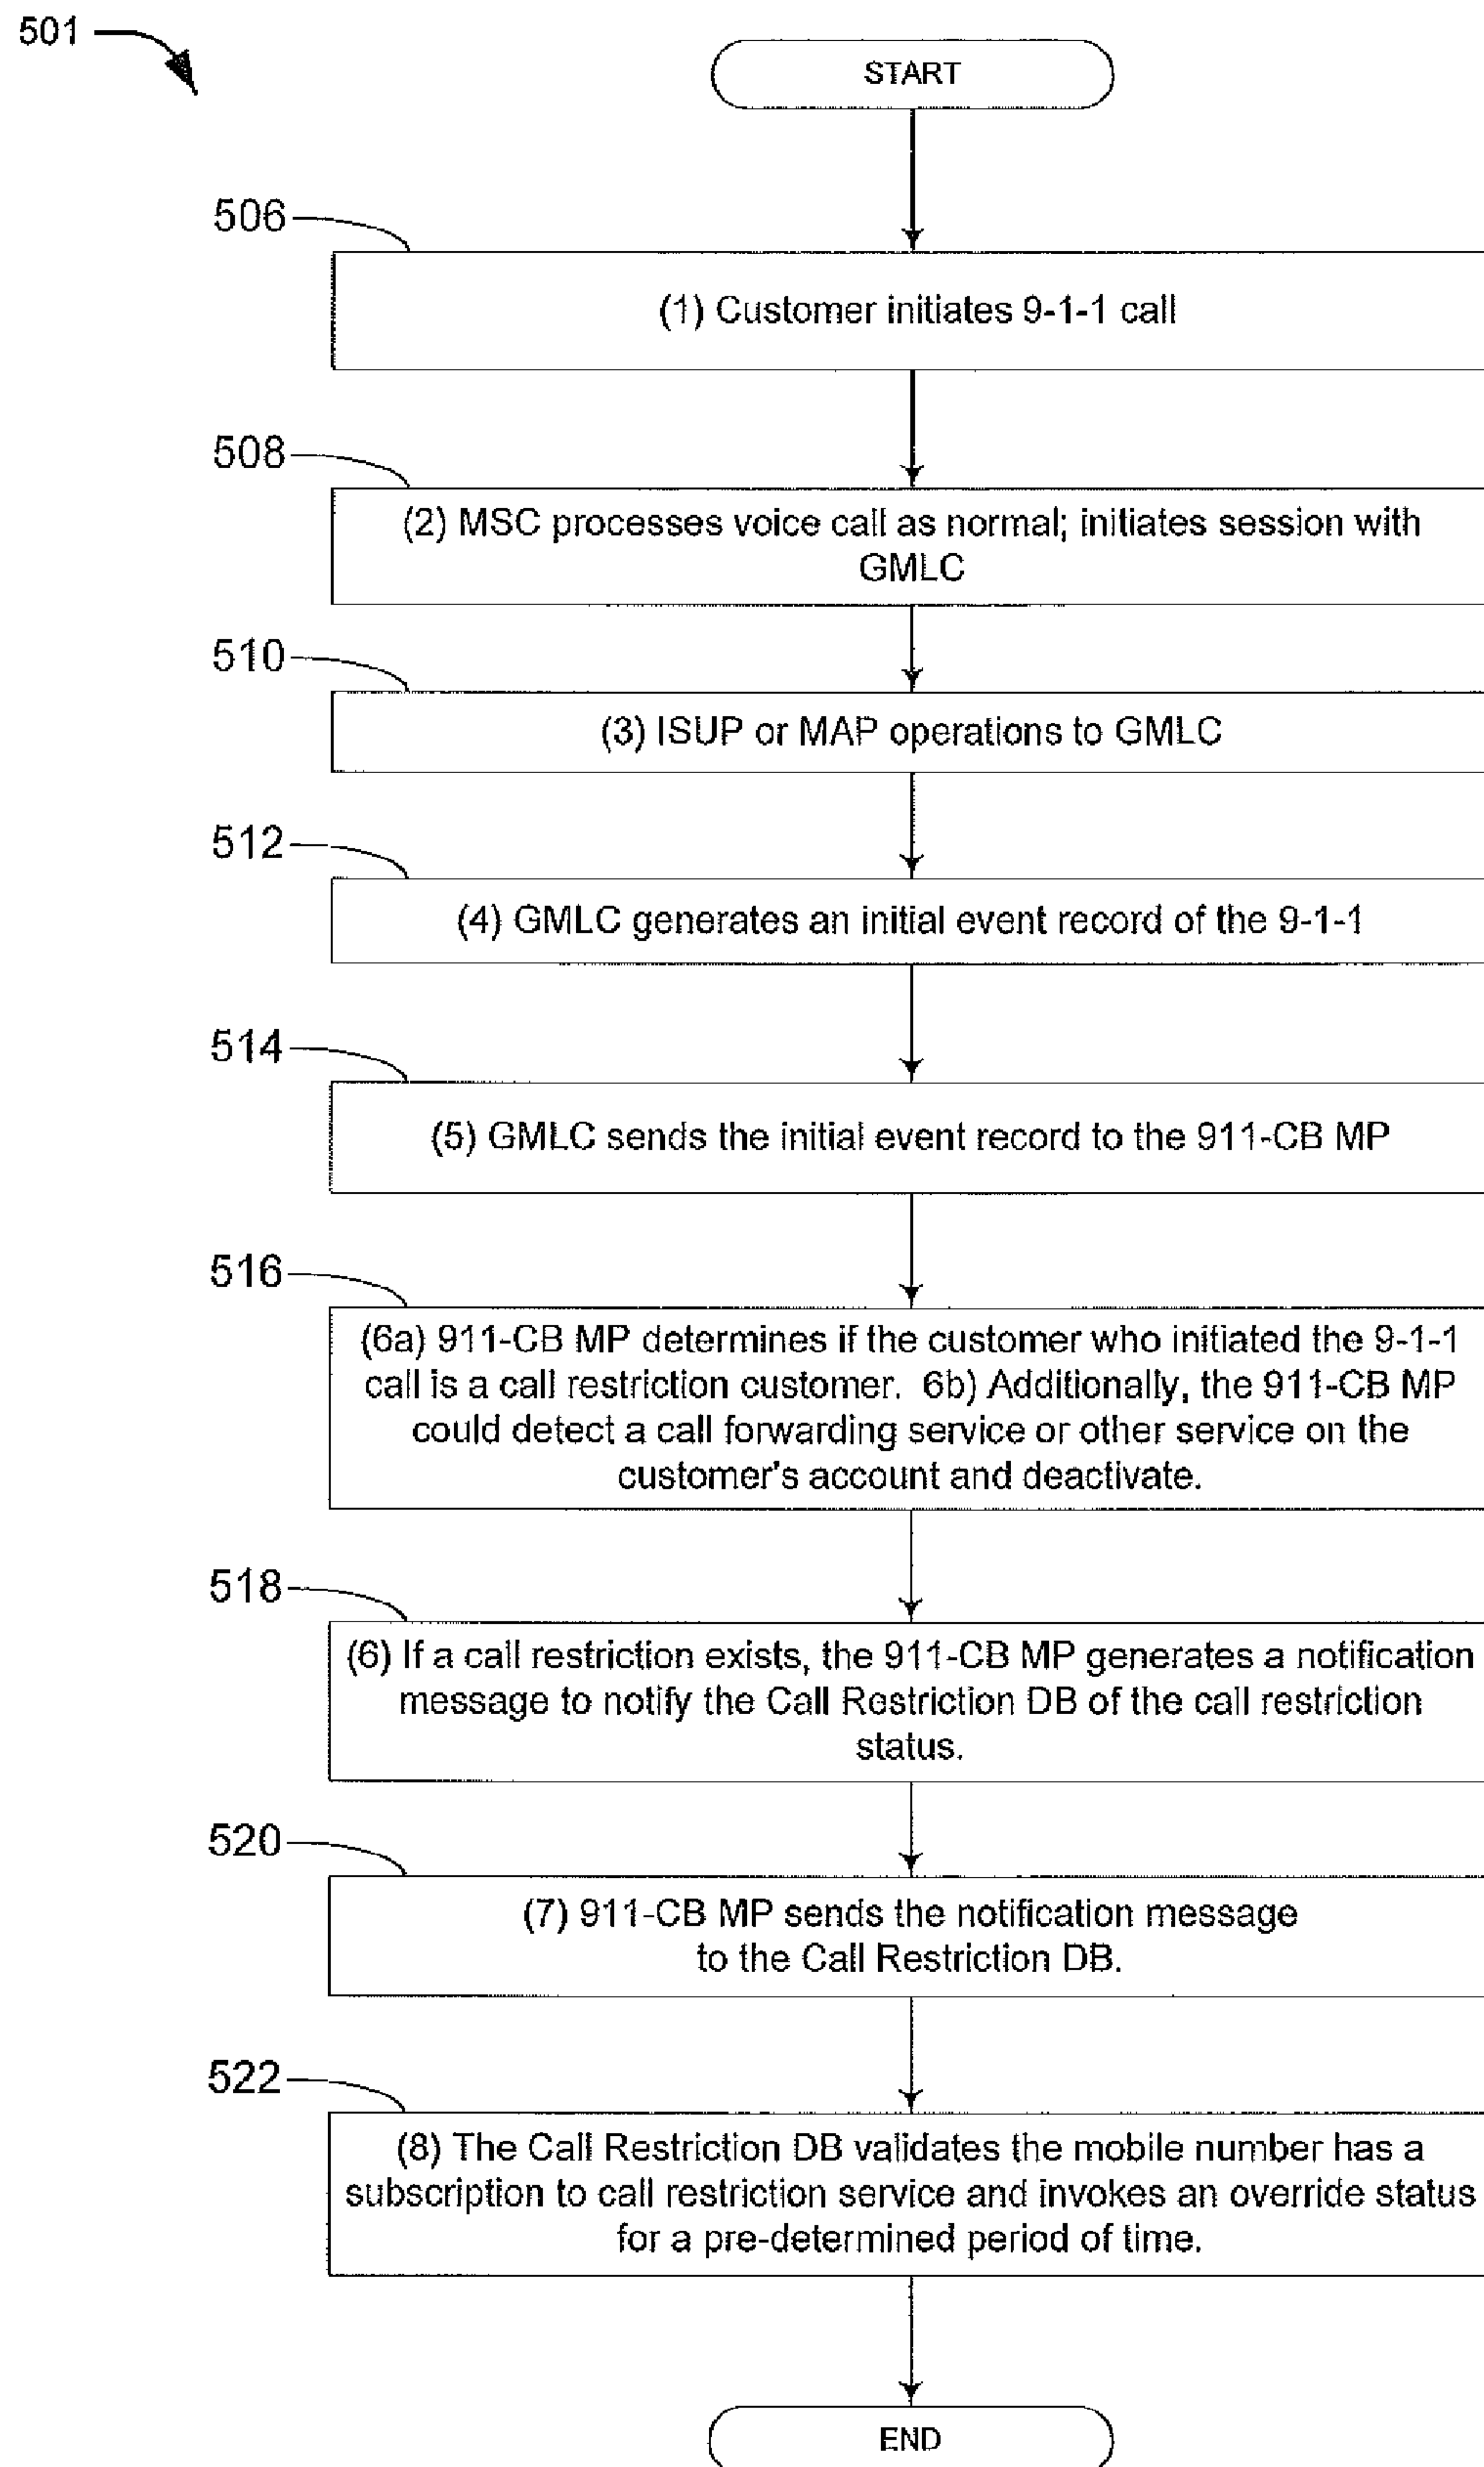 501
START
506
(1) Customer initiates 9-1-1 call
508
(2) MSC processes voice call as normal; initiates session with
GMLC
510
(3) ISUP or MAP operations to GMLC
512
(4) GMLC generates an initial event record of the 9-1-1
514
(5) GMLC sends the initial event record to the 911-CB MP
516
(6a) 911-CB MP determines if the customer who initiated the 9-1-1
call is a call restriction customer. 6b) Additionally, the 911-CB MP
could detect a call forwarding service or other service on the
customer's account and deactivate.
518
(6) If a call restriction exists, the 911-CB MP generates a notification
message to notify the Call Restriction DB of the call restriction
status.
520
(7) 911-CB MP sends the notification message
to the Call Restriction DB.
522
(8) The Call Restriction DB validates the mobile number has a
subscription to call restriction service and invokes an override status
for a pre-determined period of time.
END